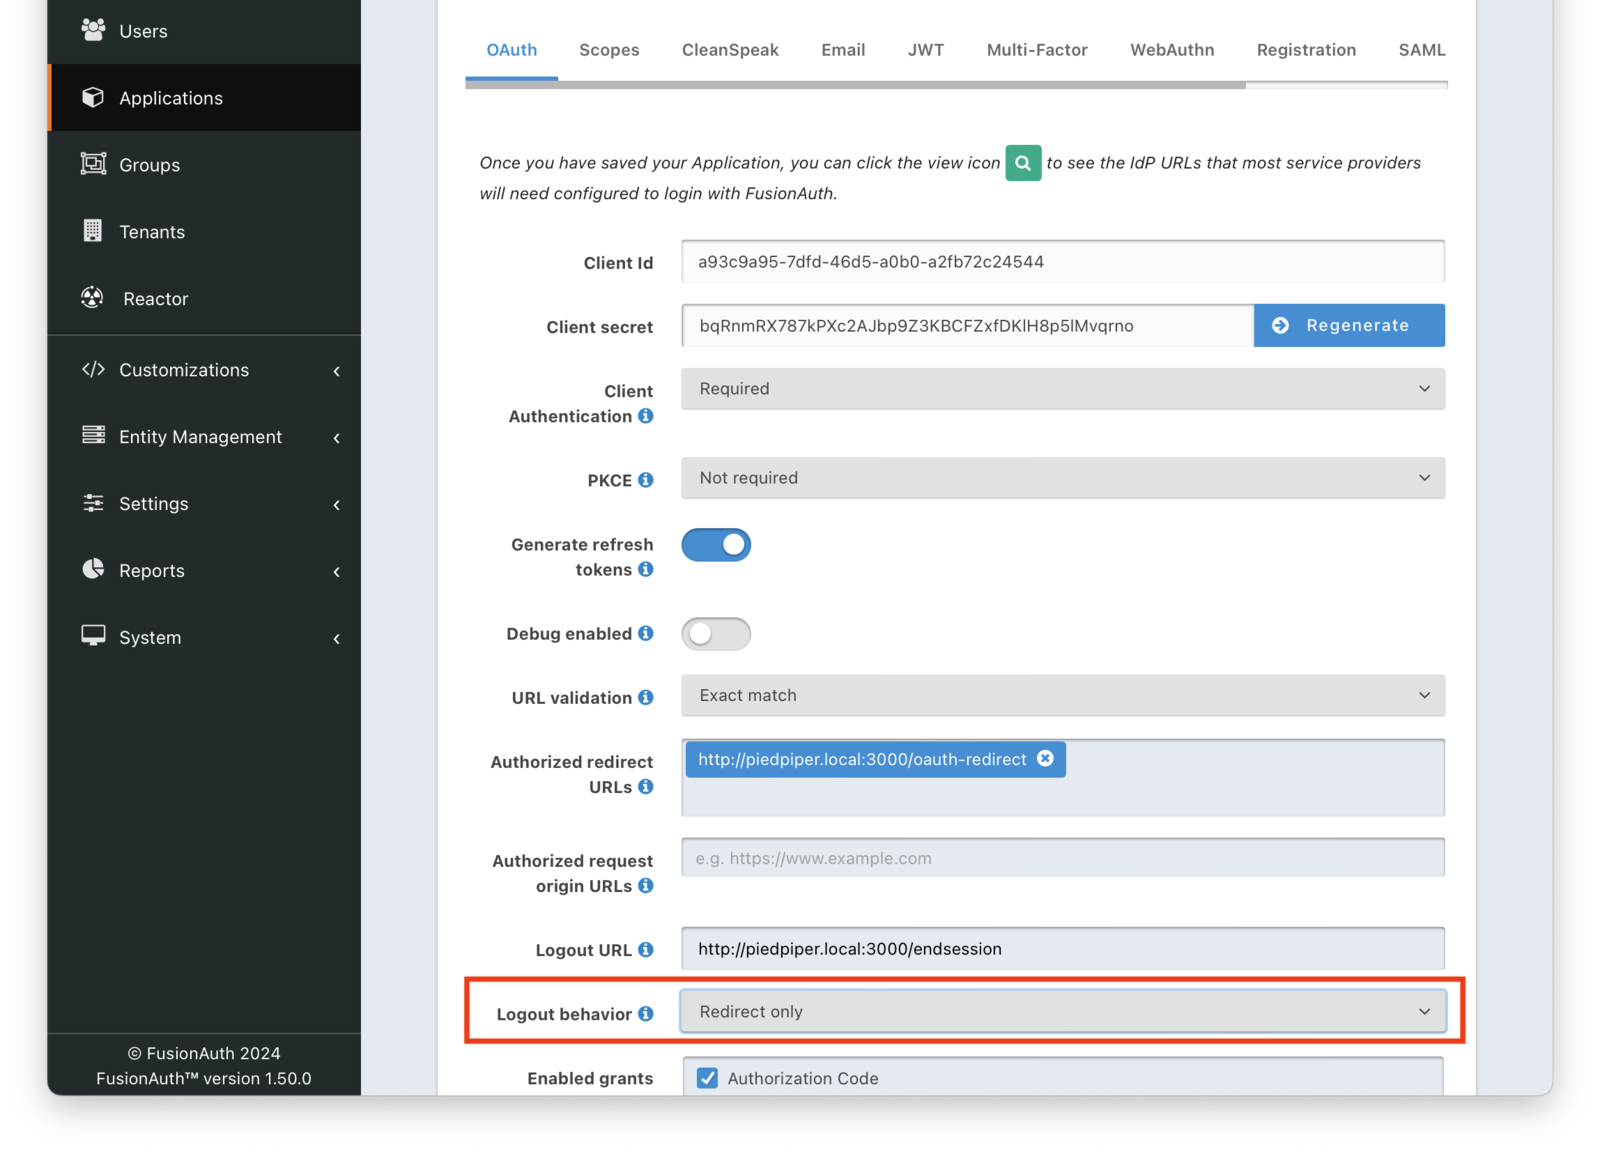 Users
Applications
Groups
Tenants
Reactor
Customizations
Entity Management
Settings
Reports
System
© FusionAuth 2024
FusionAuth™ version 1.50.0
OAuth Scopes CleanSpeak Email JWT Multi-Factor WebAuthn Registration SAML
Once you have saved your Application, you can click the view icon to see the IdP URLs that most service providers
will need configured to login with FusionAuth.
Client Id a93c9a95-7dfd-46d5-a0b0-a2fb72c24544
Client secret bqRnmRX787kPXc2AJbp9Z3KBCFZxfDKlH8p5lMvqrno Regenerate
Client
Authentication
Required
PKCE Not required
Generate refresh
tokens
Debug enabled
URL validation Exact match
Authorized redirect
URLs
http://piedpiper.local:3000/oauth-redirect
Authorized request
origin URLs
e.g. https://www.example.com
Logout URL http://piedpiper.local:3000/endsession
Logout behavior Redirect only
Enabled grants Authorization Code